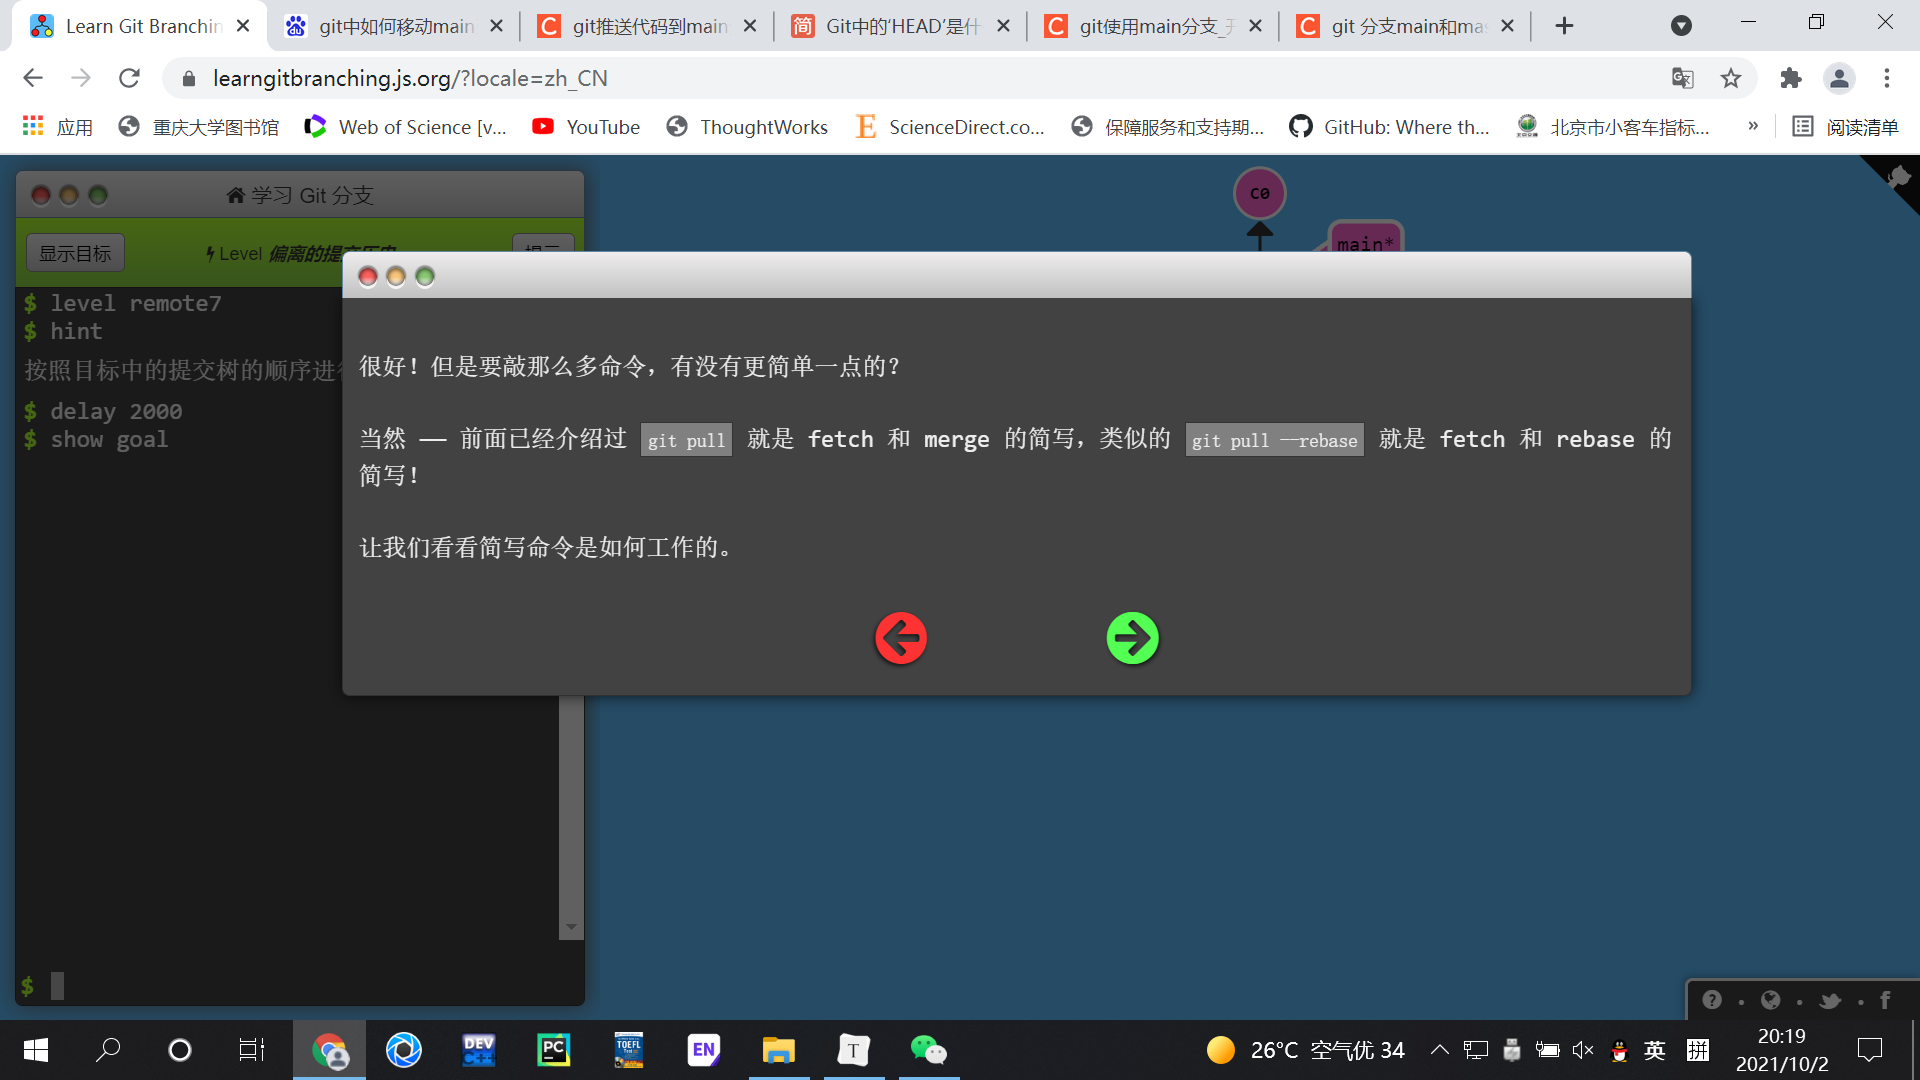 Learn Git Branchin
git中如何移动main
git推送代码到main
Git中的‘HEAD’是什
git使用main分支_
git 分支main和mas
learngitbranching.js.org/?locale=zh_CN
应用
重庆大学图书馆
Web of Science [v...
YouTube
ThoughtWorks
ScienceDirect.co...
保障服务和支持期...
GitHub: Where th...
北京市小客车指标...
»
阅读清单
学习 Git 分支
C0
main*
显示目标
Level 偏离的提交历史
$ level remote7
$ hint
按照目标中的提交树的顺序进
$ delay 2000
$ show goal
$
很好！但是要敲那么多命令，有没有更简单一点的？
当然 —— 前面已经介绍过 git pull 就是 fetch 和 merge 的简写，类似的 git pull --rebase 就是 fetch 和 rebase 的
简写！
让我们看看简写命令是如何工作的。
DEV
C++
PC
TOEFL
EN
T
26°C 空气优 34
英
拼
20:19
2021/10/2